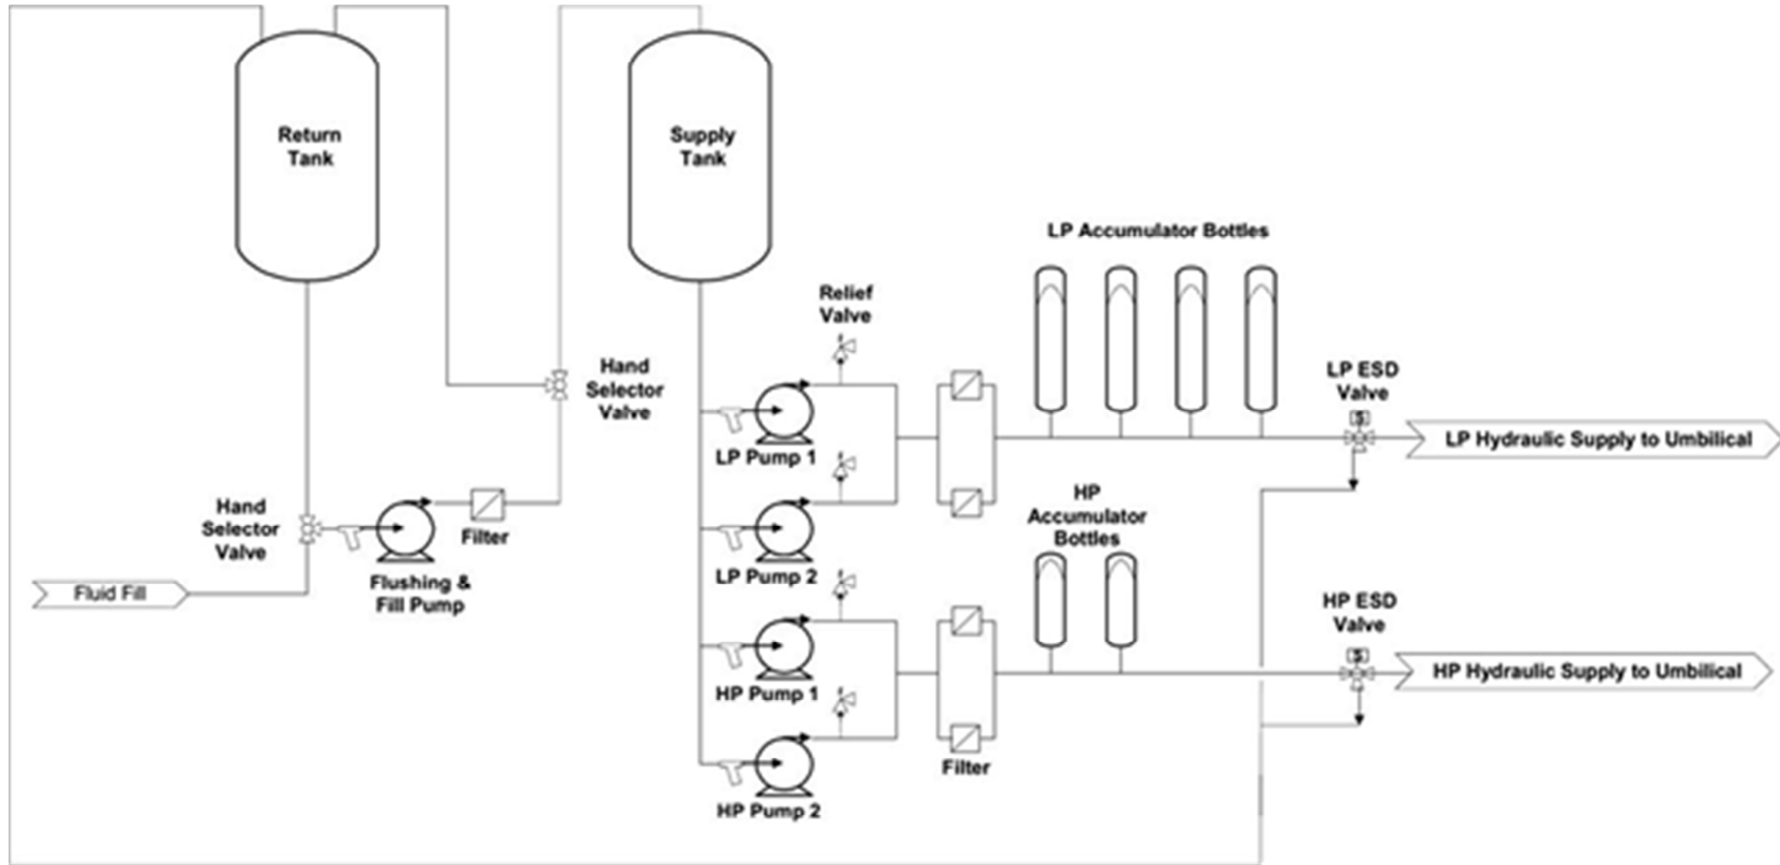 Return
Tank
Supply
Tank
LP Accumulator Bottles
Relief
Valve
Hand
Selector
Valve
LP ESD
Valve
S
LP Hydraulic Supply to Umbilical
LP Pump 1
HP
Accumulator
Bottles
Hand
Selector
Valve
Filter
Fluid Fill
Flushing &
Fill Pump
LP Pump 2
HP ESD
Valve
S
HP Hydraulic Supply to Umbilical
HP Pump 1
Filter
HP Pump 2